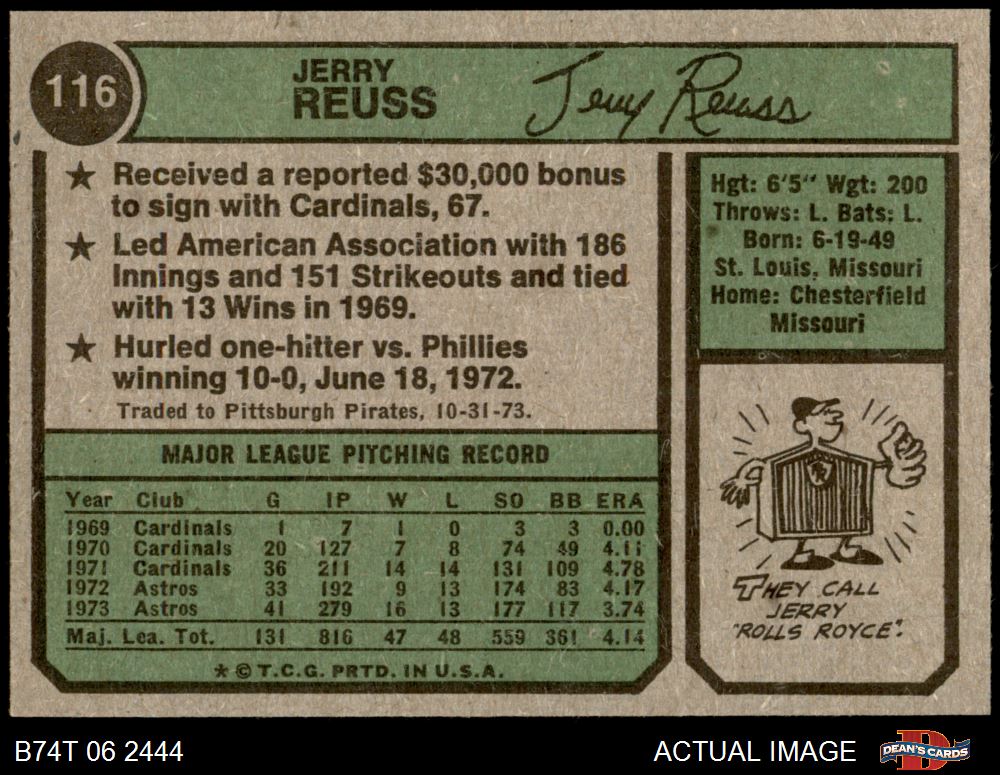 116
JERRY
REUSS
Jerry Reuss
★ Received a reported $30,000 bonus
to sign with Cardinals, 67.
★ Led American Association with 186
Innings and 151 Strikeouts and tied
with 13 Wins in 1969.
★ Hurled one-hitter vs. Phillies
winning 10-0, June 18, 1972.
Traded to Pittsburgh Pirates, 10-31-73.
Hgt: 6'5" Wgt: 200
Throws: L. Bats: L.
Born: 6-19-49
St. Louis, Missouri
Home: Chesterfield
Missouri
MAJOR LEAGUE PITCHING RECORD
Year Club G IP W L SO BB ERA
1969 Cardinals 1 7 1 0 3 3 0.00
1970 Cardinals 20 127 7 8 74 49 4.11
1971 Cardinals 36 211 14 14 131 109 4.78
1972 Astros 33 192 9 13 174 83 4.17
1973 Astros 41 279 16 13 177 117 3.74
Maj. Lea. Tot. 131 816 47 48 559 361 4.14
* © T.C.G. PRTD. IN U.S.A.
RR
THEY CALL
JERRY
"ROLLS ROYCE".
B74T 06 2444
ACTUAL IMAGE
D
DEAN'S CARDS